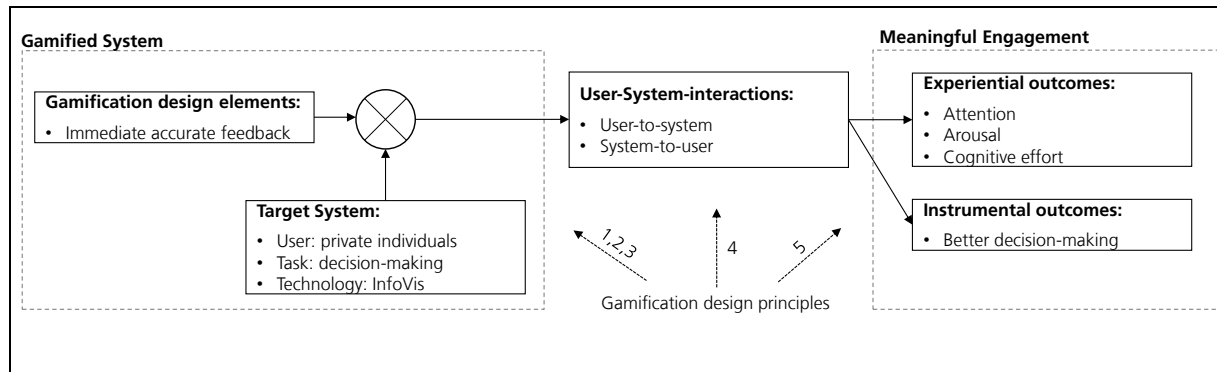 Gamified System
Gamification design elements:
• Immediate accurate feedback
Target System:
• User: private individuals
• Task: decision-making
• Technology: InfoVis
User-System-interactions:
• User-to-system
• System-to-user
1,2,3
4
5
Gamification design principles
Meaningful Engagement
Experiential outcomes:
• Attention
• Arousal
• Cognitive effort
Instrumental outcomes:
• Better decision-making